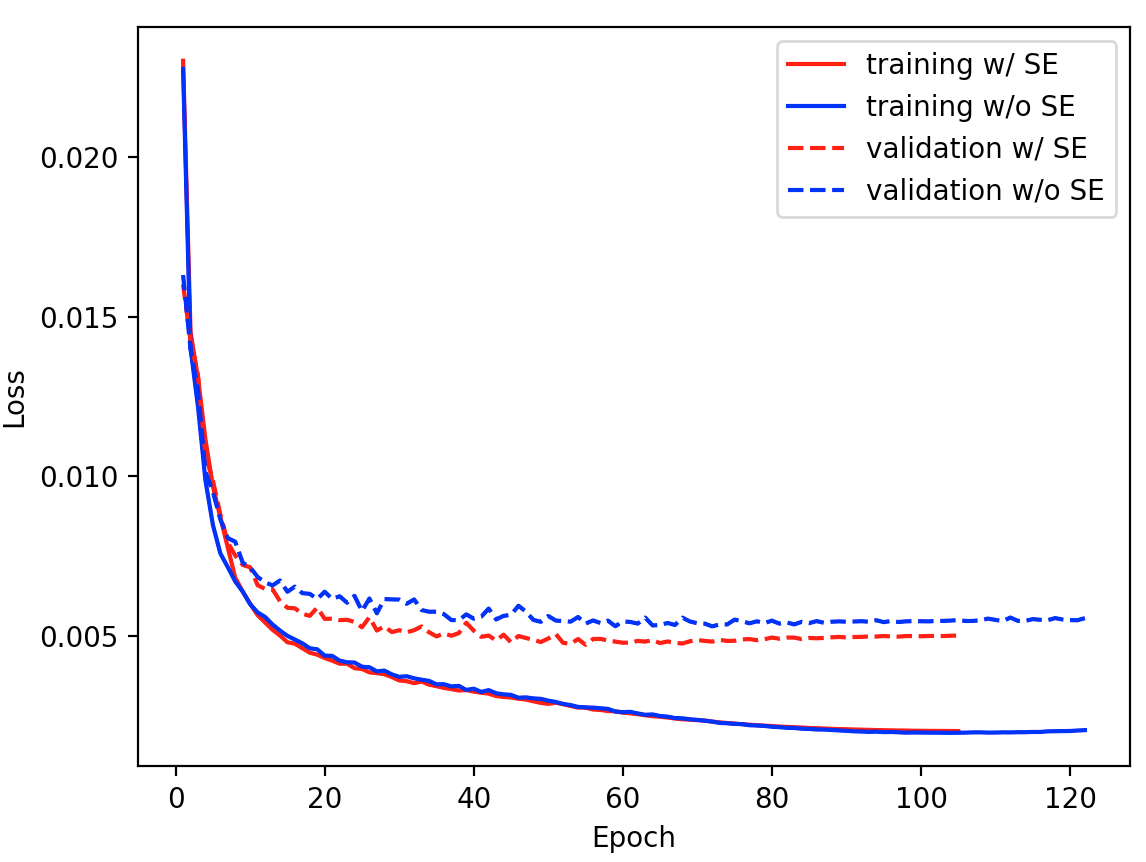 training w/ SE
training w/o SE
validation w/ SE
validation w/o SE
0.020
0.015
0.010
0.005
Loss
0 20 40 60 80 100 120
Epoch